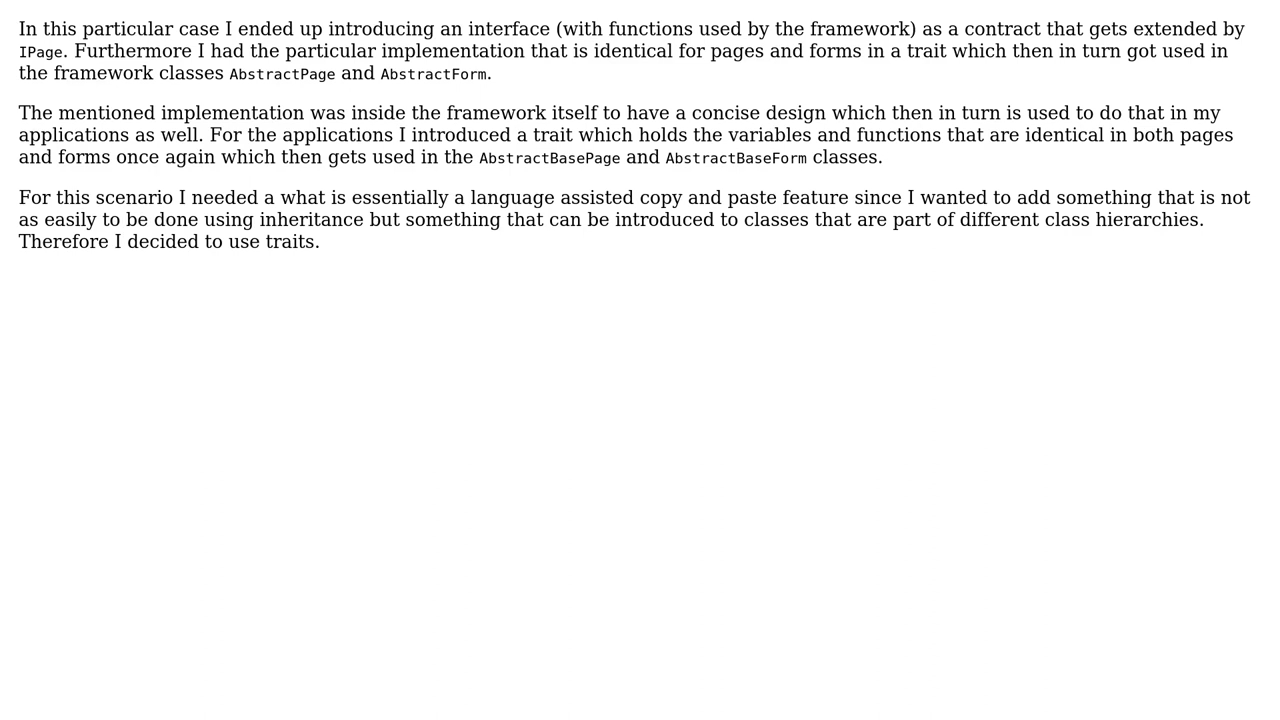 In this particular case I ended up introducing an interface (with functions used by the framework) as a contract that gets extended by
IPage. Furthermore I had the particular implementation that is identical for pages and forms in a trait which then in turn got used in
the framework classes AbstractPage and AbstractForm.
The mentioned implementation was inside the framework itself to have a concise design which then in turn is used to do that in my
applications as well. For the applications I introduced a trait which holds the variables and functions that are identical in both pages
and forms once again which then gets used in the AbstractBasePage and AbstractBaseForm classes.
For this scenario I needed a what is essentially a language assisted copy and paste feature since I wanted to add something that is not
as easily to be done using inheritance but something that can be introduced to classes that are part of different class hierarchies.
Therefore I decided to use traits.